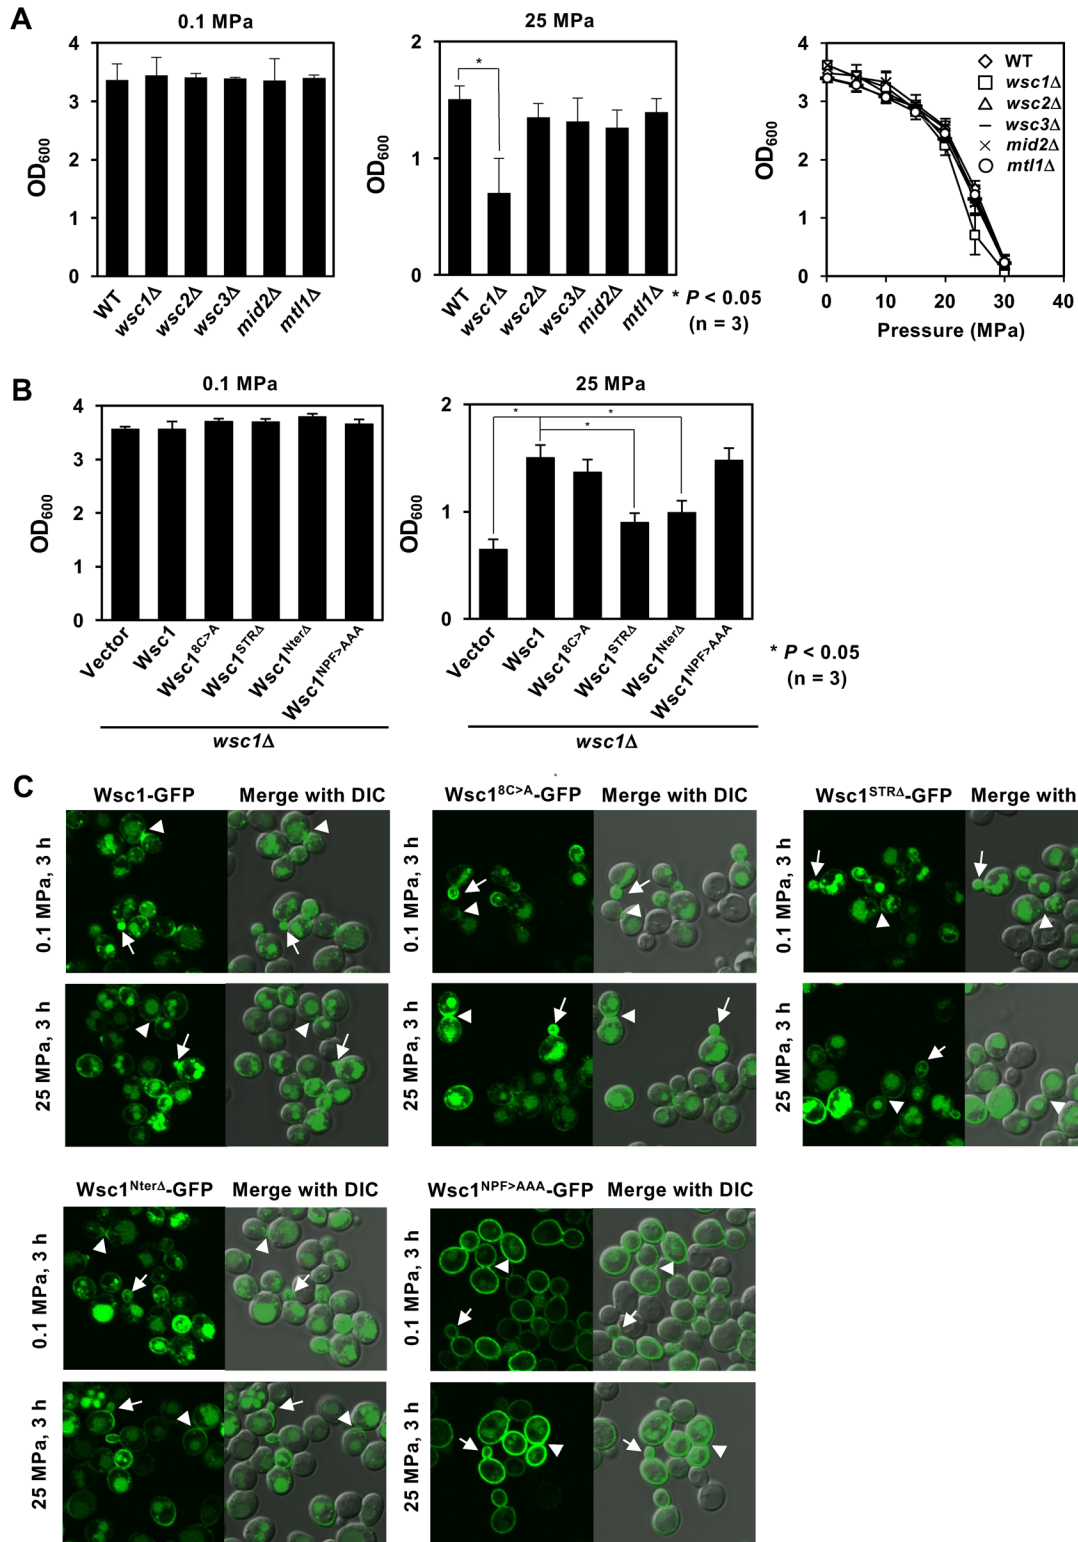 A
0.1 MPa
OD600
4
3
2
1
0
WT
wsc1Δ
wsc2Δ
wsc3Δ
mid2Δ
mtl1Δ
25 MPa
OD600
2
1
0
*
WT
wsc1Δ
wsc2Δ
wsc3Δ
mid2Δ
mtl1Δ
* P < 0.05
(n = 3)
OD600
4
3
2
1
0
0 10 20 30 40
Pressure (MPa)
WT
wsc1Δ
wsc2Δ
wsc3Δ
mid2Δ
mtl1Δ
B
0.1 MPa
OD600
4
3
2
1
0
Vector
Wsc1
Wsc18C>A
Wsc1STRΔ
Wsc1NterΔ
Wsc1NPF>AAA
wsc1Δ
25 MPa
OD600
2
1
0
* *
*
Vector
Wsc1
Wsc18C>A
Wsc1STRΔ
Wsc1NterΔ
Wsc1NPF>AAA
wsc1Δ
* P < 0.05
(n = 3)
C
Wsc1-GFP Merge with DIC
0.1 MPa, 3 h
25 MPa, 3 h
Wsc18C>A-GFP Merge with DIC
0.1 MPa, 3 h
25 MPa, 3 h
Wsc1STRΔ-GFP Merge with
0.1 MPa, 3 h
25 MPa, 3 h
Wsc1NterΔ-GFP Merge with DIC
0.1 MPa, 3 h
25 MPa, 3 h
Wsc1NPF>AAA-GFP Merge with DIC
0.1 MPa, 3 h
25 MPa, 3 h